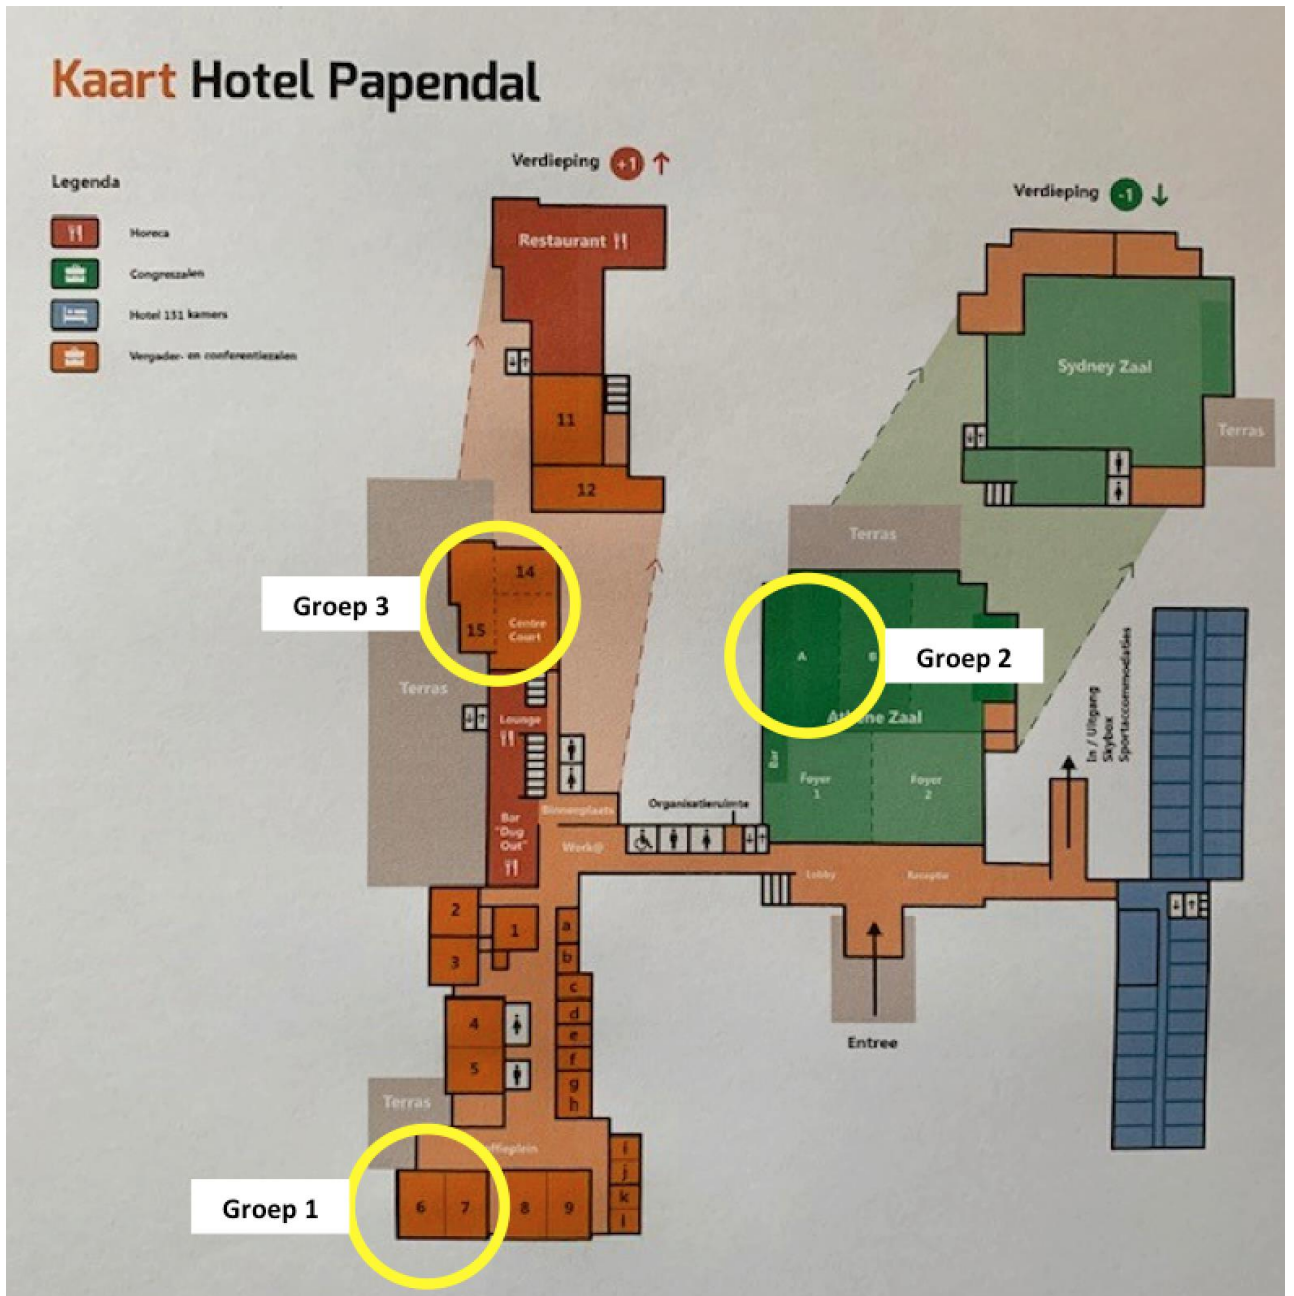 Kaart Hotel Papendal
Legenda
Horeca
Congreszalen
Hotel 131 kamers
Vergader- en conferentiezalen
Verdieping +1
Restaurant
11
12
Verdieping -1
Sydney Zaal
Terras
Groep 3
14
15
Centre
Court
Terras
Lounge
Bar
"Dug
Out"
Binnenplaats
Work@
Organisatieruimte
Terras
A
B
Groep 2
Athene Zaal
Bar
Foyer
1
Foyer
2
In / Uitgang
Skybox
Sportaccommodaties
Lobby
Receptie
Entree
2
1
3
4
5
a
b
c
d
e
f
g
h
Terras
ffieplein
i
j
k
l
Groep 1
6
7
8
9